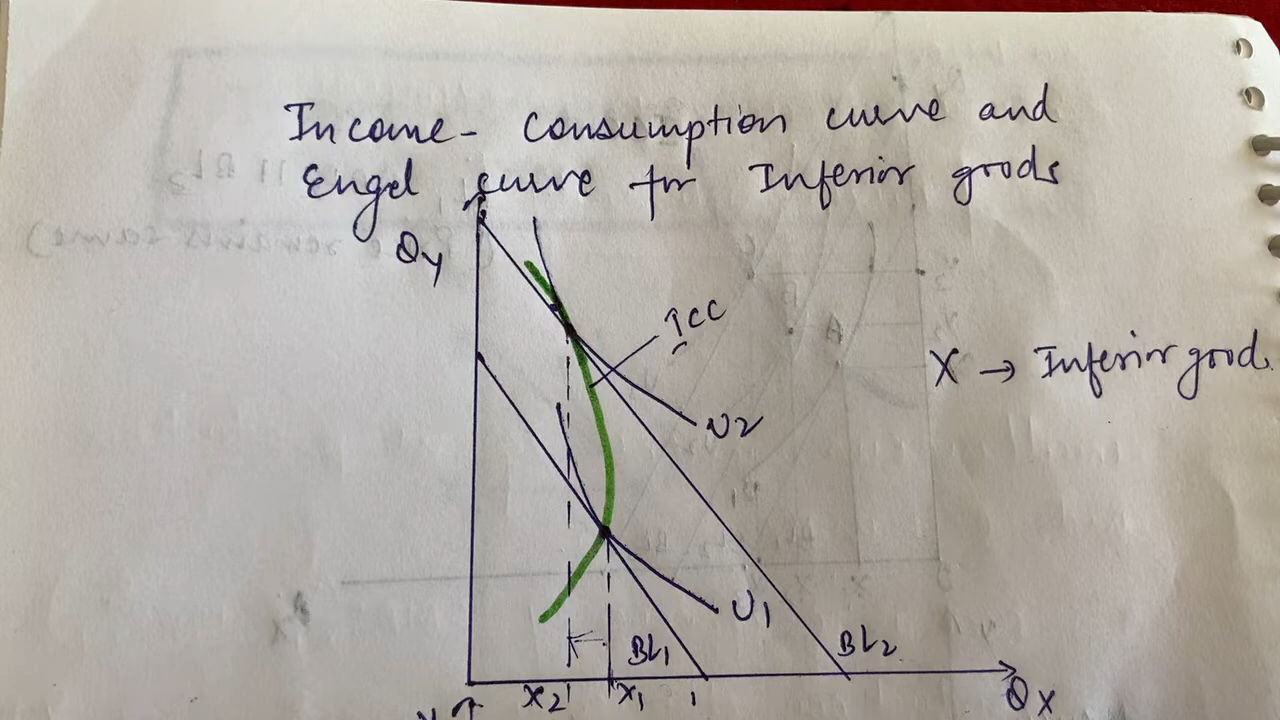 Income- Consumption curve and
Engel curve for Inferior goods
Qy
ICC
X → Inferior good
U2
U1
BL1
BL2
X2
X1
Qx